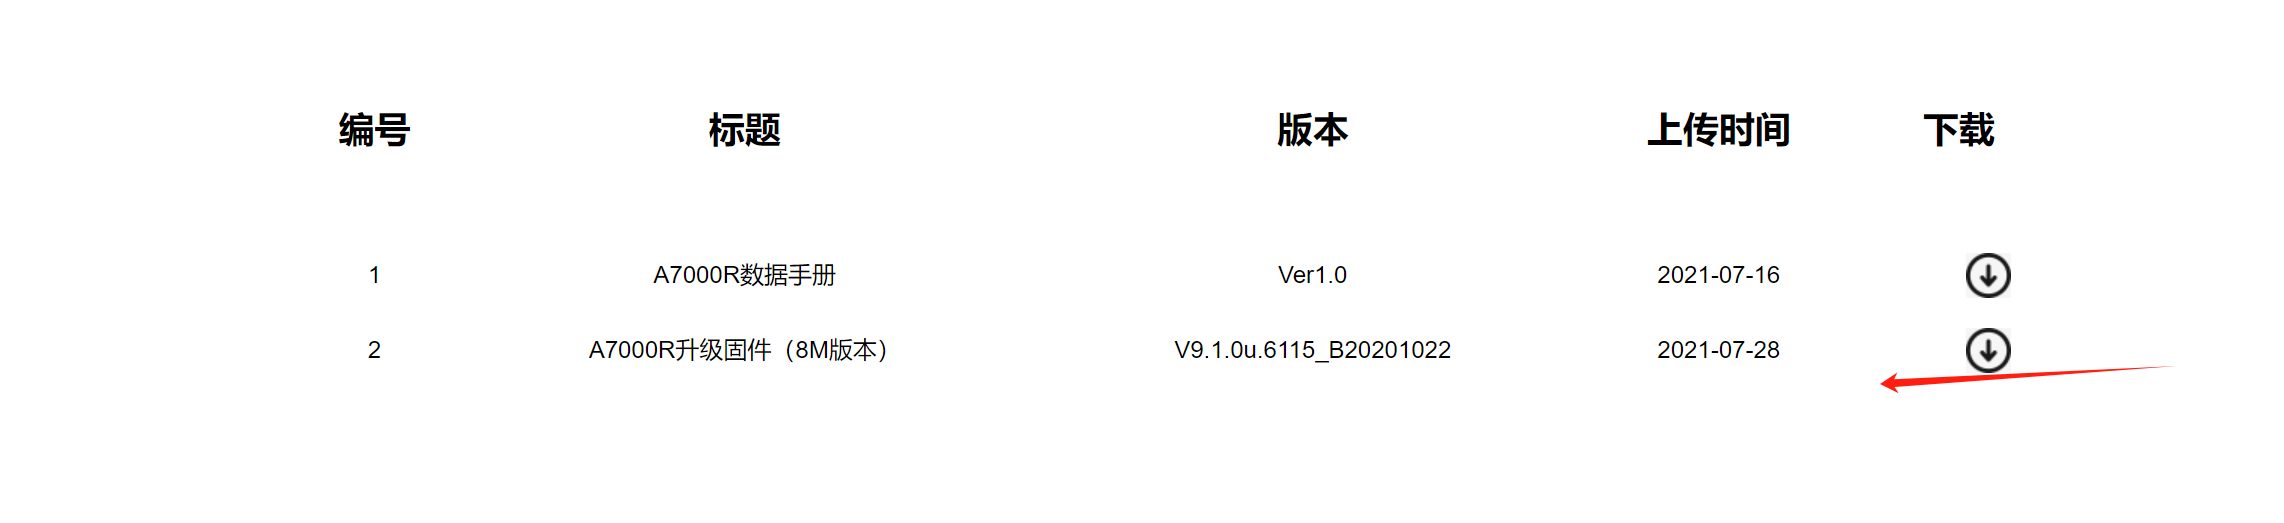 编号 标题 版本 上传时间 下载
1 A7000R数据手册 Ver1.0 2021-07-16
2 A7000R升级固件（8M版本） V9.1.0u.6115_B20201022 2021-07-28